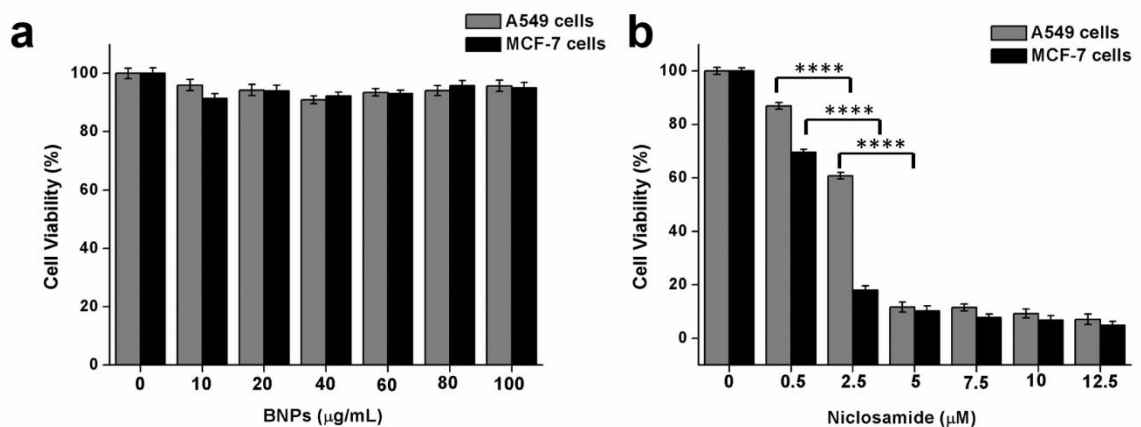 a
A549 cells
MCF-7 cells
Cell Viability (%)
100
80
60
40
20
0
0 10 20 40 60 80 100
BNPs (μg/mL)
b
A549 cells
MCF-7 cells
Cell Viability (%)
100
80
60
40
20
0
****
****
****
0 0.5 2.5 5 7.5 10 12.5
Niclosamide (μM)